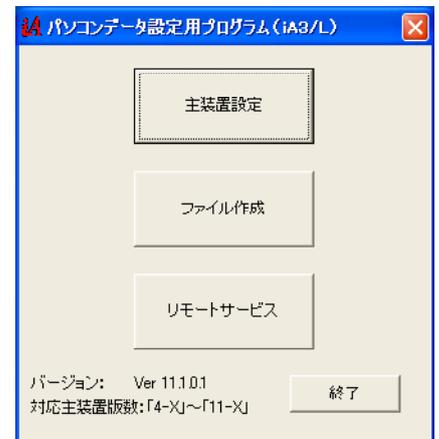 iA パソコンデータ設定用プログラム(iA3/L)
主装置設定
ファイル作成
リモートサービス
バージョン: Ver 11.1.0.1
対応主装置版数:「4-X」~「11-X」
終了